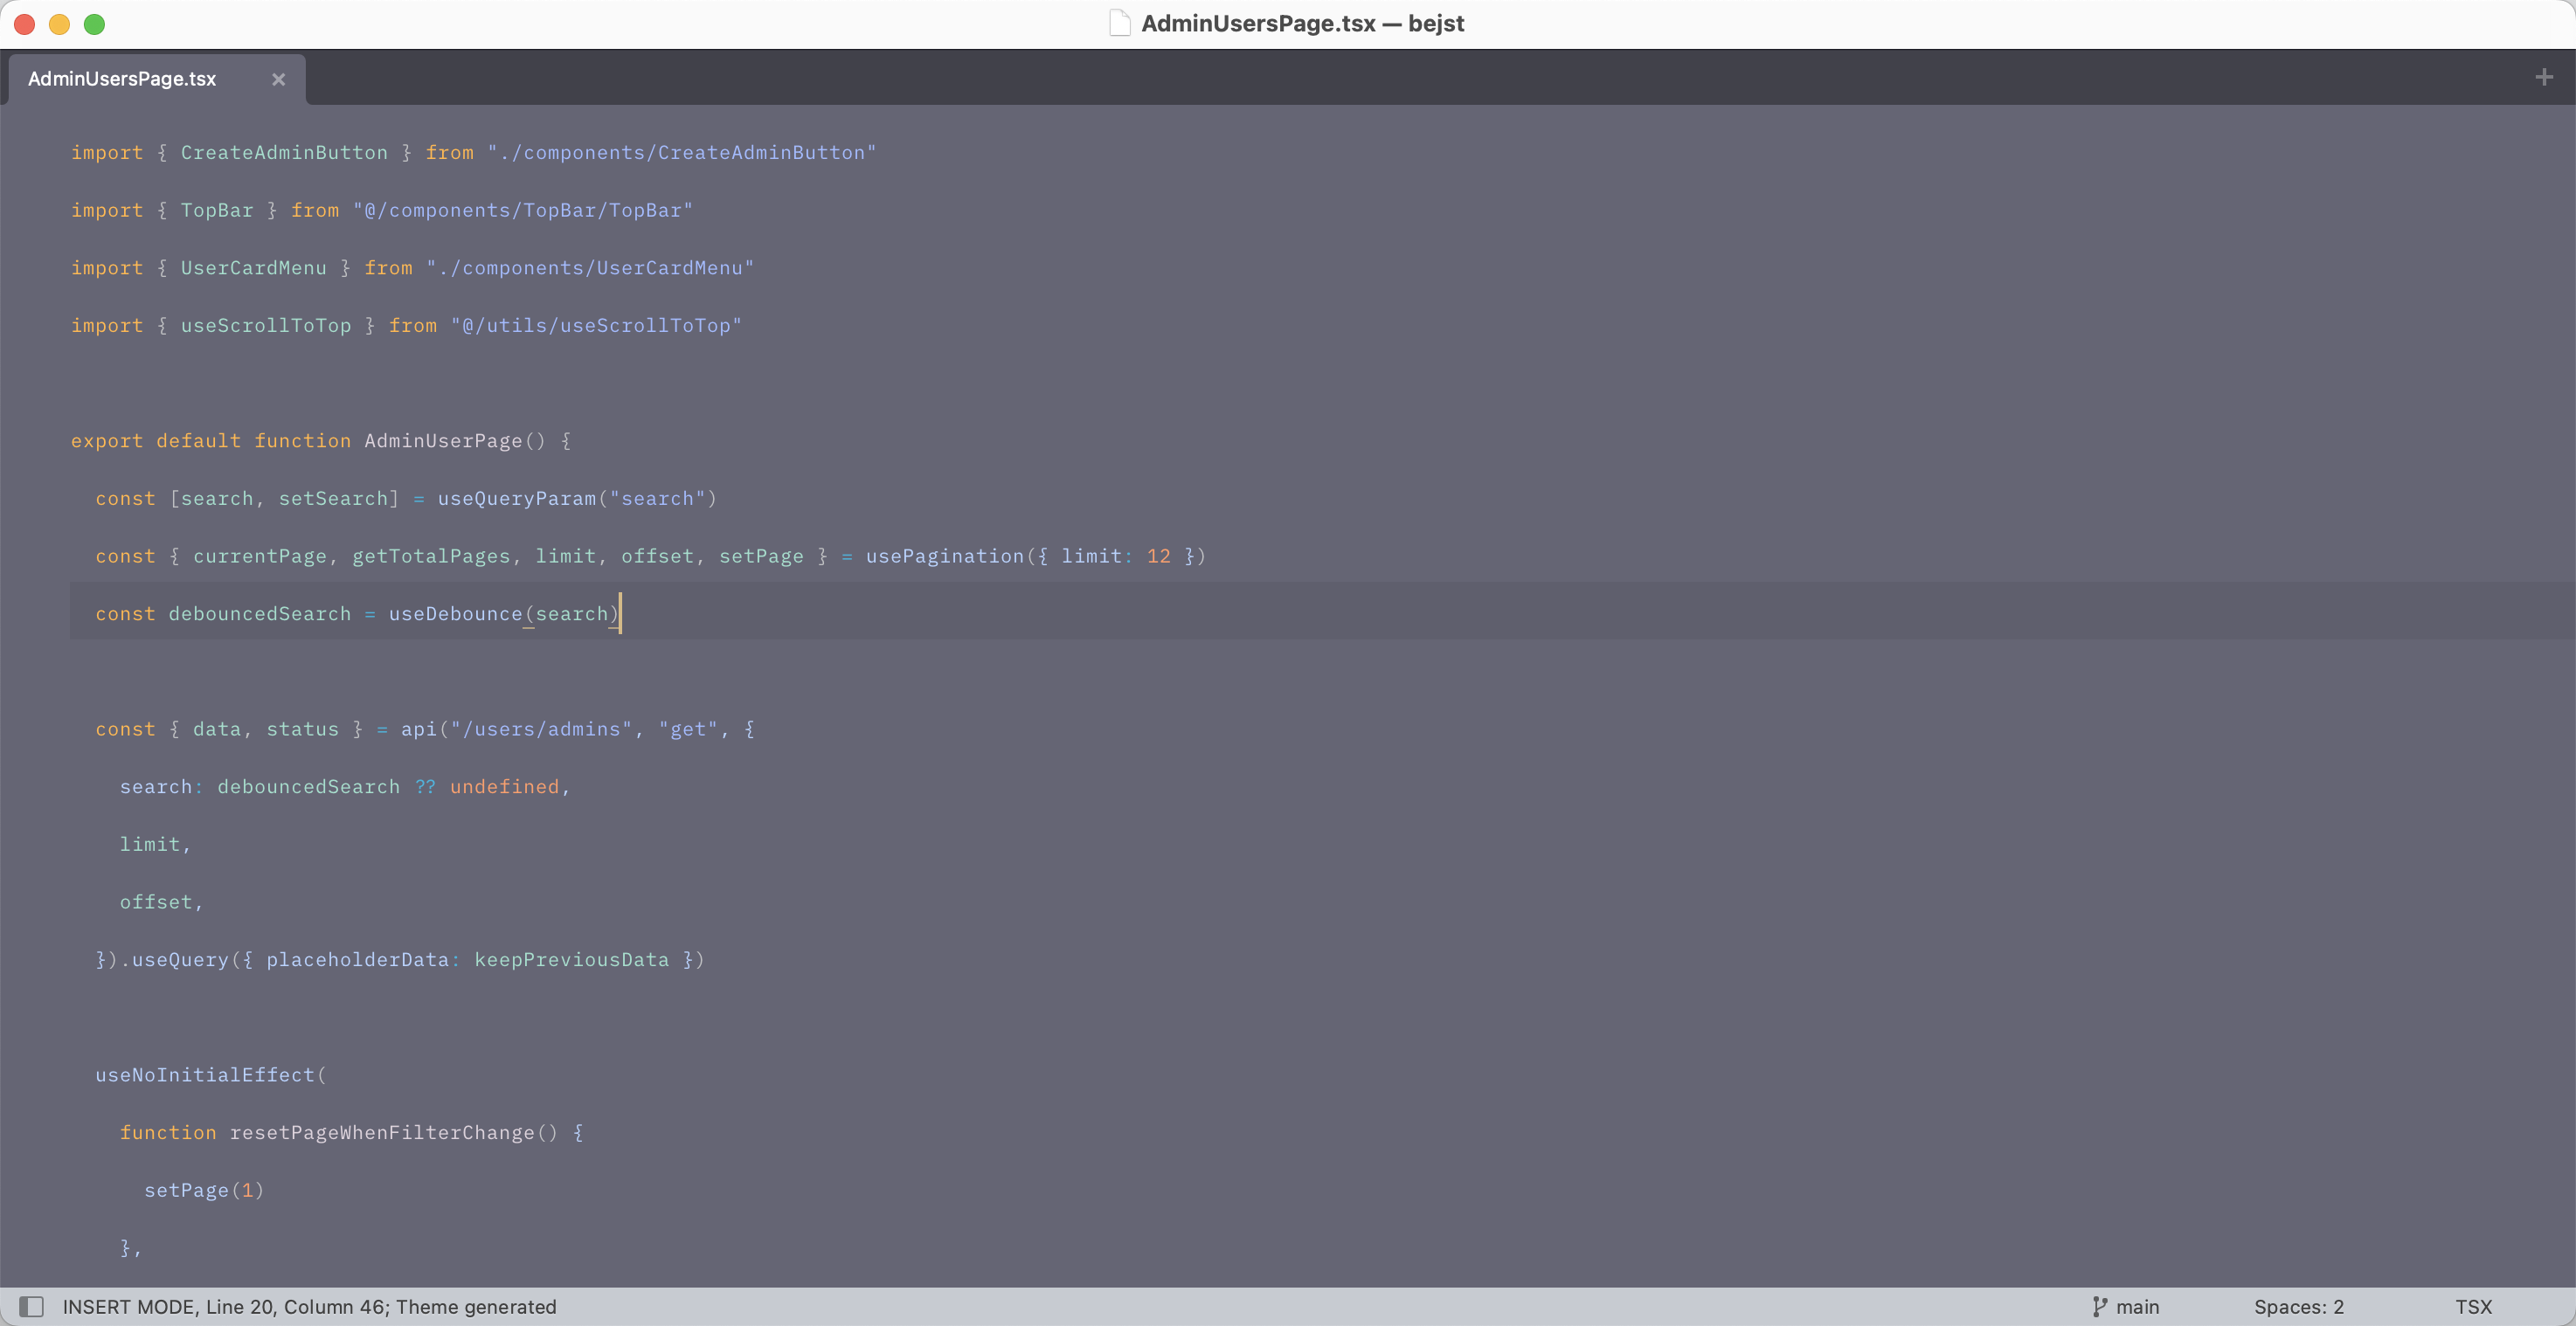 AdminUsersPage.tsx — bejst
AdminUsersPage.tsx
import { CreateAdminButton } from "./components/CreateAdminButton"
import { TopBar } from "@/components/TopBar/TopBar"
import { UserCardMenu } from "./components/UserCardMenu"
import { useScrollToTop } from "@/utils/useScrollToTop"
export default function AdminUserPage() {
  const [search, setSearch] = useQueryParam("search")
  const { currentPage, getTotalPages, limit, offset, setPage } = usePagination({ limit: 12 })
  const debouncedSearch = useDebounce(search)
  const { data, status } = api("/users/admins", "get", {
    search: debouncedSearch ?? undefined,
    limit,
    offset,
  }).useQuery({ placeholderData: keepPreviousData })
  useNoInitialEffect(
    function resetPageWhenFilterChange() {
      setPage(1)
    },
INSERT MODE, Line 20, Column 46; Theme generated
main
Spaces: 2
TSX